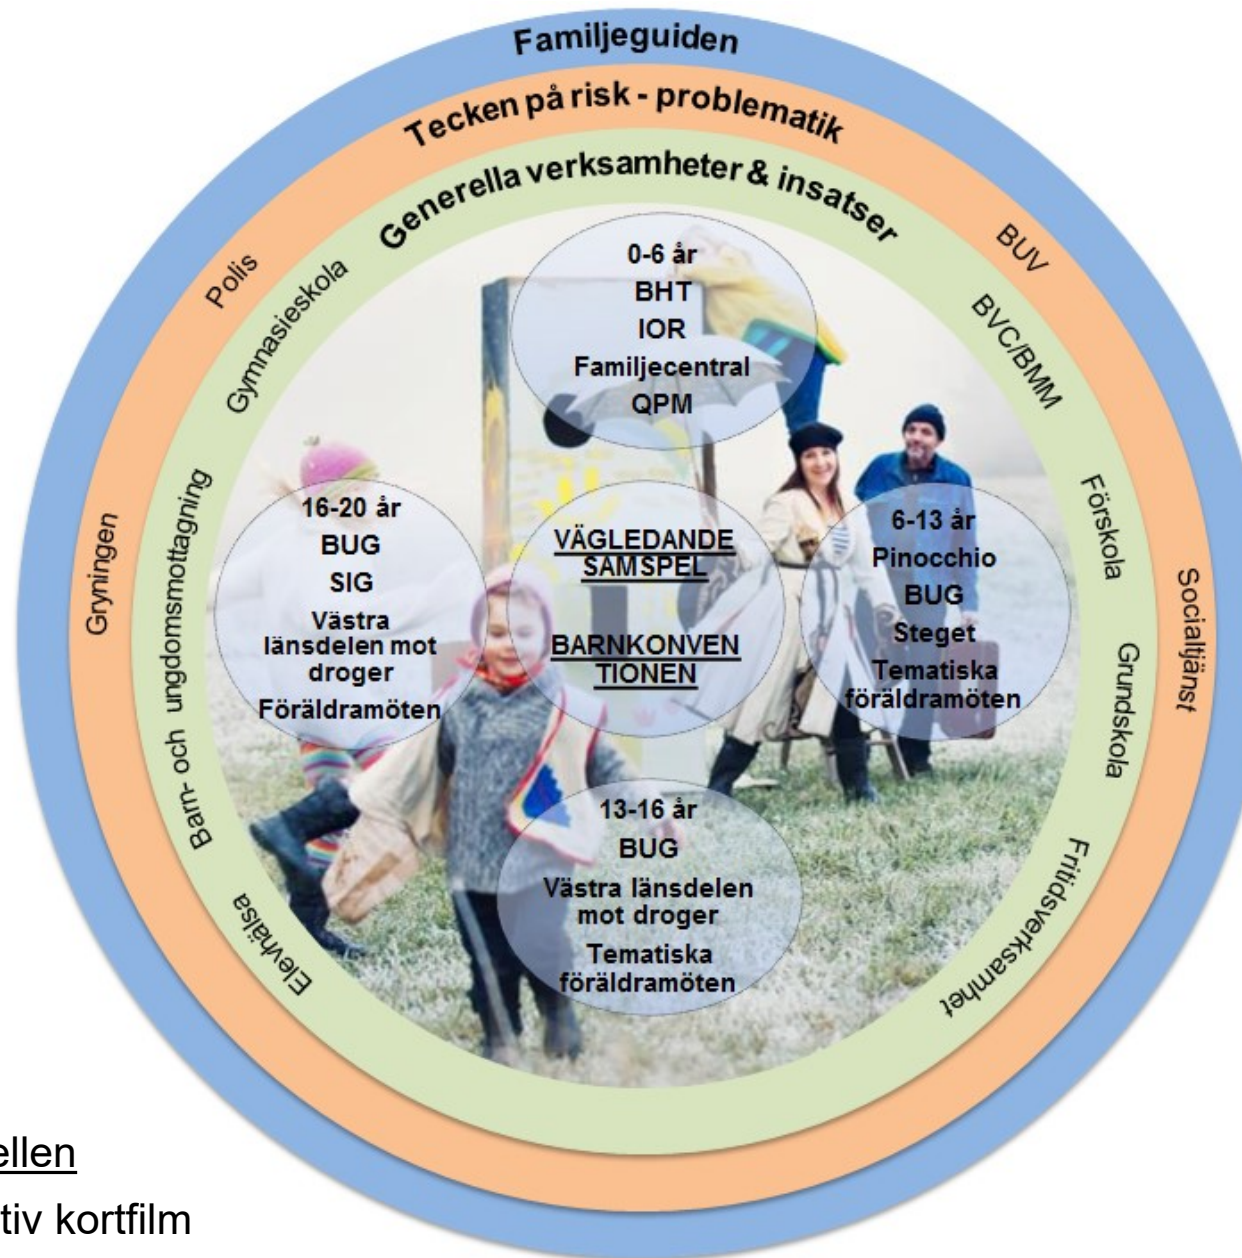 Familjeguiden
Tecken på risk - problematik
Generella verksamheter & insatser
Polis
Gymnasieskola
BUV
BVC/BMM
Förskola
Socialtjänst
Grundskola
Fritidsverksamhet
Gryningen
Barn- och ungdomsmottagning
Elevhälsa
0-6 år
BHT
IOR
Familjecentral
QPM
16-20 år
BUG
SIG
Västra
länsdelen mot
droger
Föräldramöten
VÄGLEDANDE
SAMSPEL
BARNKONVEN
TIONEN
6-13 år
Pinocchio
BUG
Steget
Tematiska
föräldramöten
13-16 år
BUG
Västra länsdelen
mot droger
Tematiska
föräldramöten
ellen
tiv kortfilm